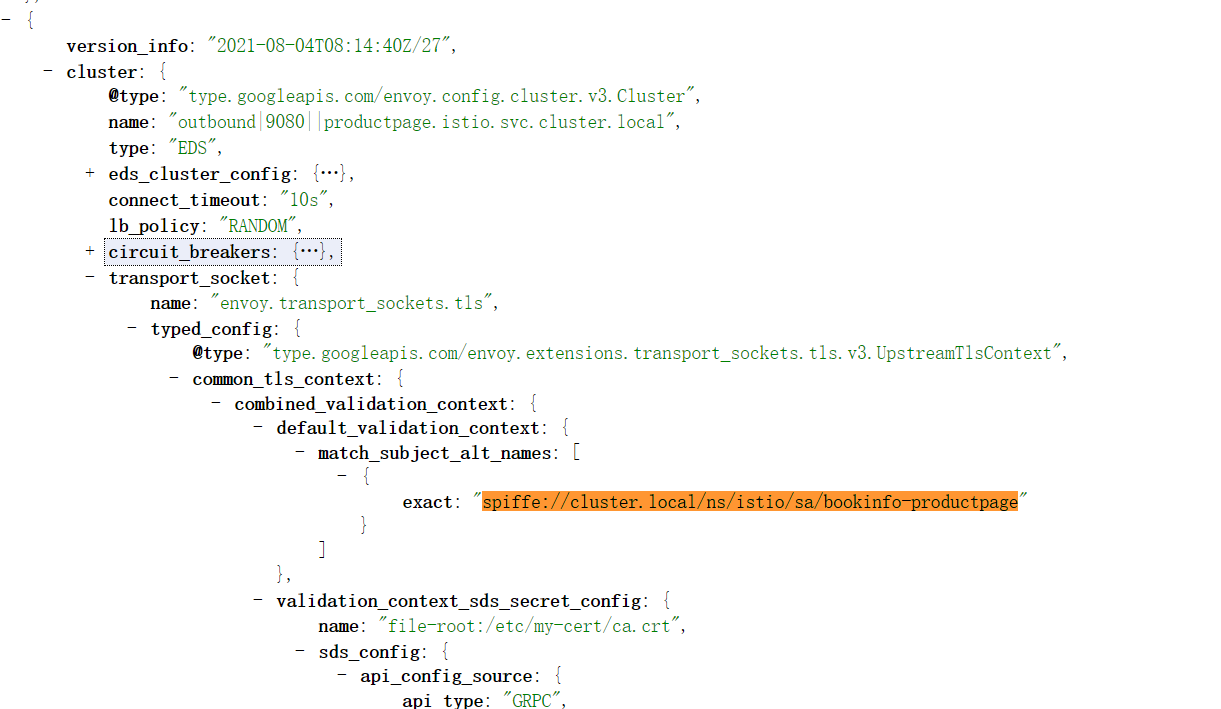 - {
version_info: "2021-08-04T08:14:40Z/27",
- cluster: {
@type: "type.googleapis.com/envoy.config.cluster.v3.Cluster",
name: "outbound|9080||productpage.istio.svc.cluster.local",
type: "EDS",
+ eds_cluster_config: {…},
connect_timeout: "10s",
lb_policy: "RANDOM",
+ circuit_breakers: {…},
- transport_socket: {
name: "envoy.transport_sockets.tls",
- typed_config: {
@type: "type.googleapis.com/envoy.extensions.transport_sockets.tls.v3.UpstreamTlsContext",
- common_tls_context: {
- combined_validation_context: {
- default_validation_context: {
- match_subject_alt_names: [
- {
exact: "spiffe://cluster.local/ns/istio/sa/bookinfo-productpage"
}
]
},
- validation_context_sds_secret_config: {
name: "file-root:/etc/my-cert/ca.crt",
- sds_config: {
- api_config_source: {
api_type: "GRPC",